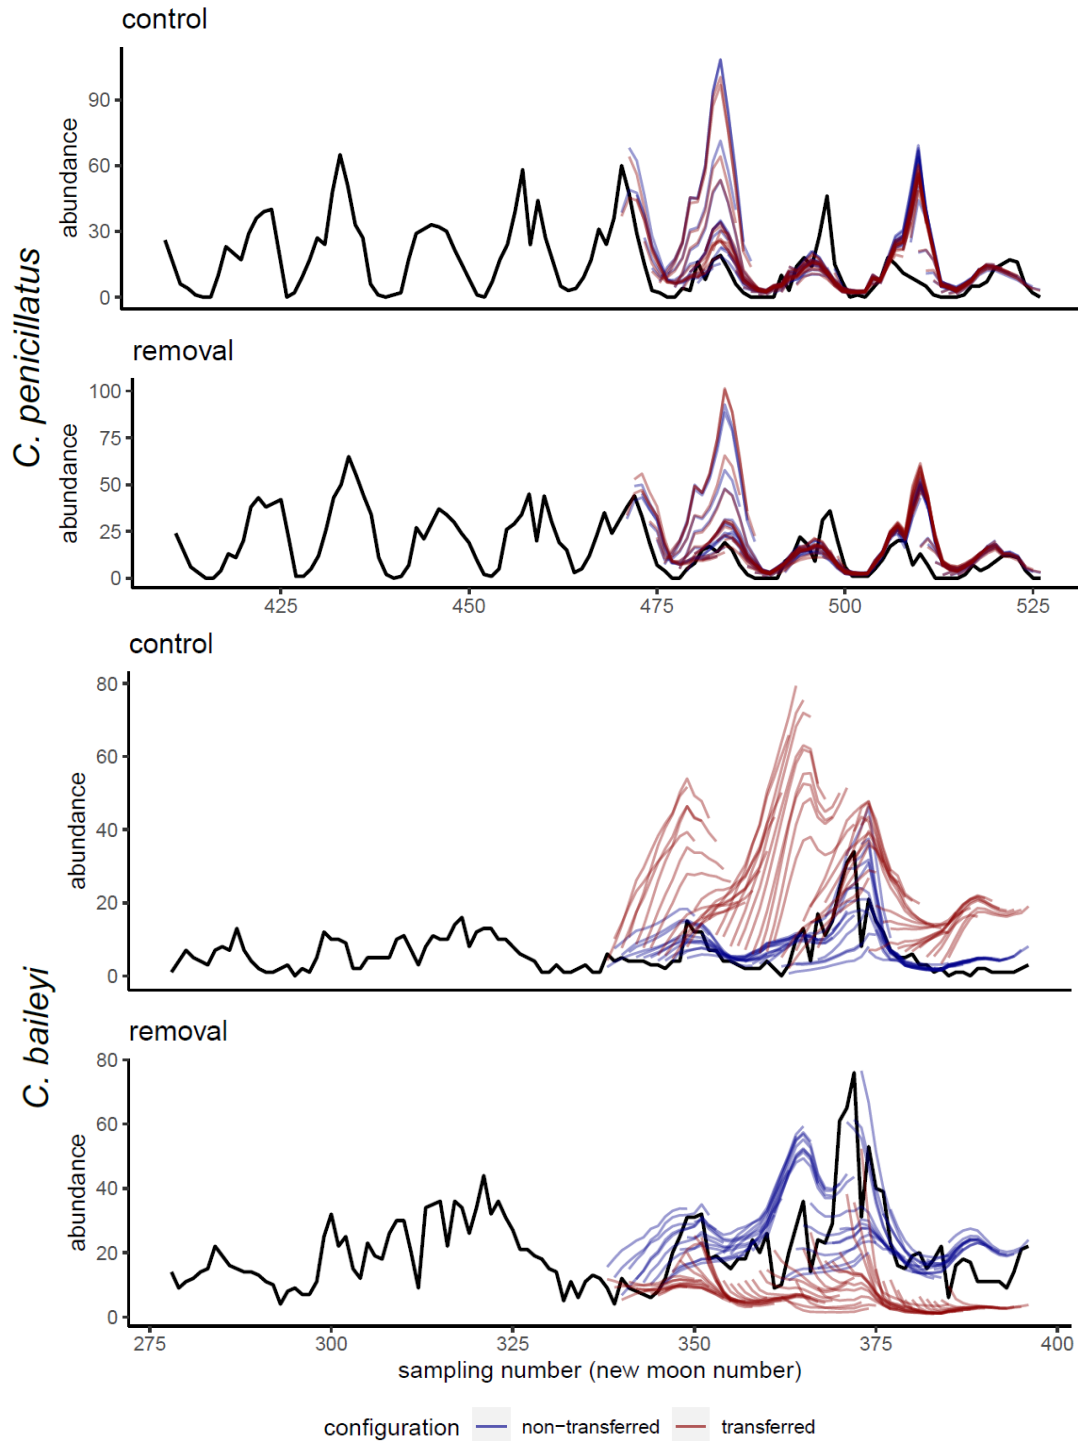 control
90
60
30
0
abundance
C. penicillatus
removal
100
75
50
25
0
abundance
425 450 475 500 525
control
80
60
40
20
0
abundance
C. baileyi
removal
80
60
40
20
0
abundance
275 300 325 350 375 400
sampling number (new moon number)
configuration non−transferred transferred